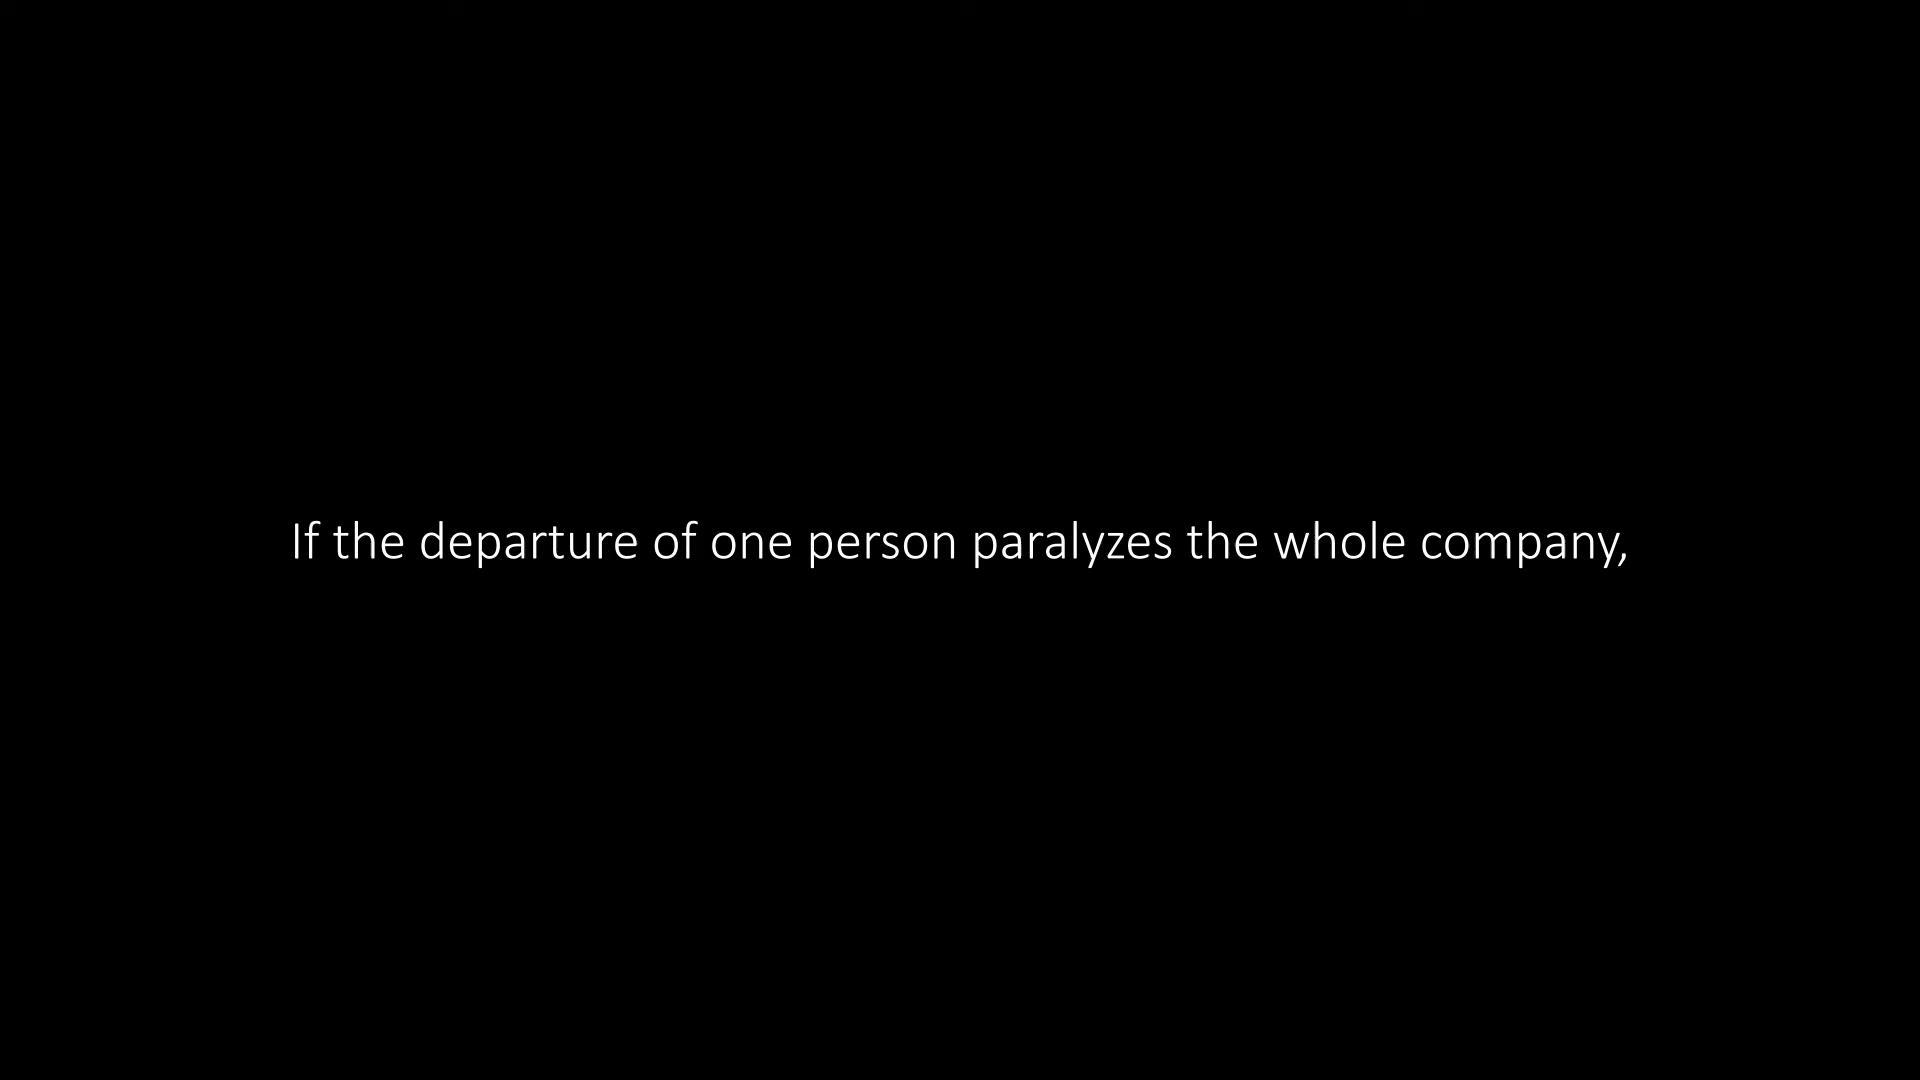 If the departure of one person paralyzes the whole company,